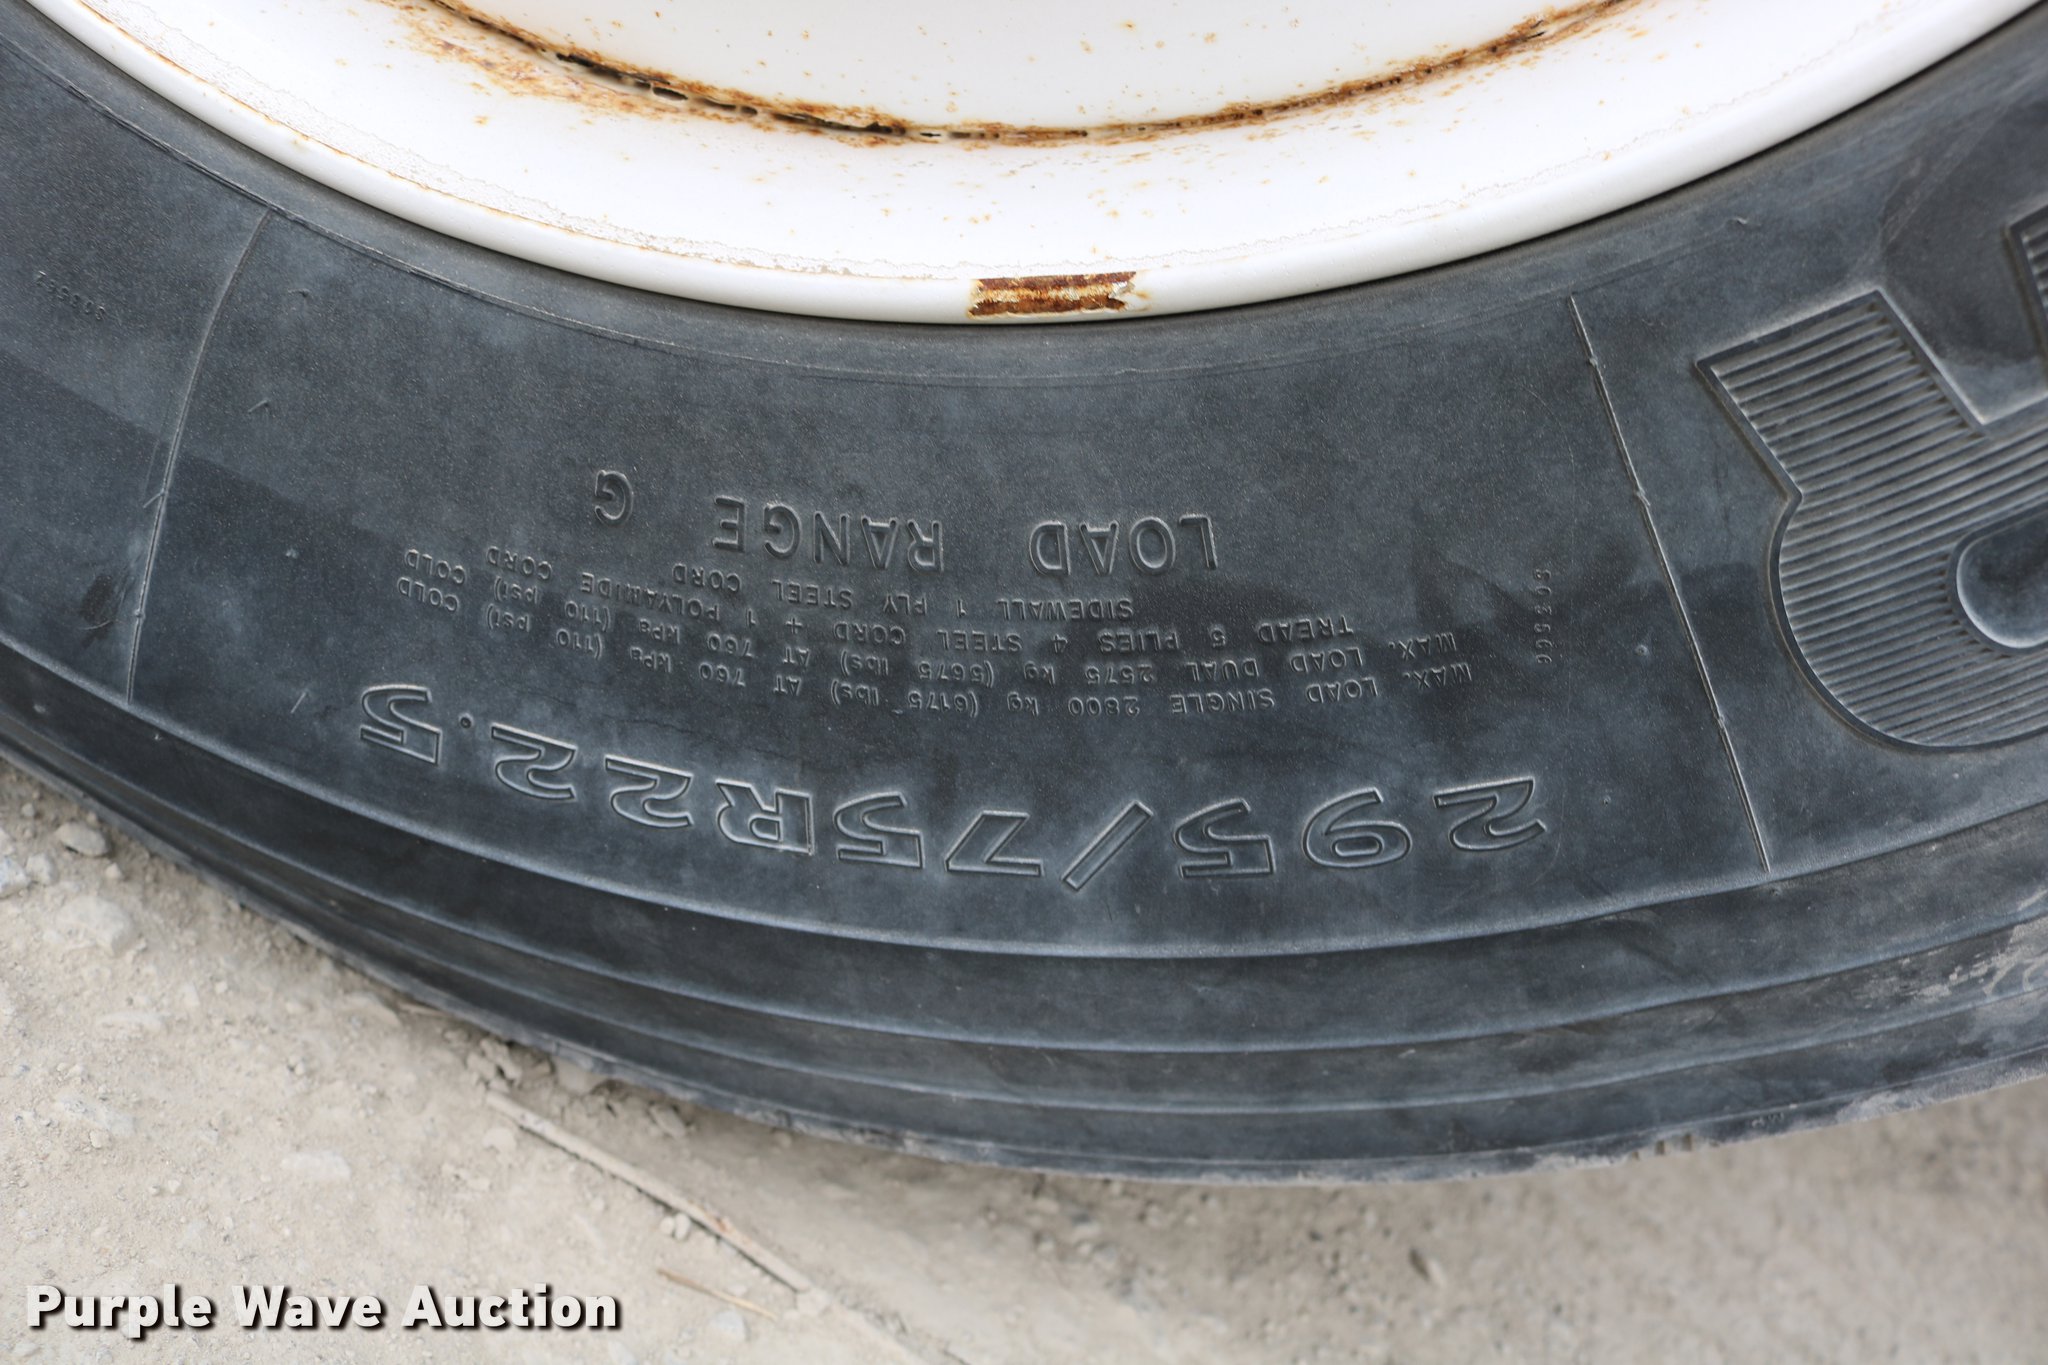 295/75R22.5
MAX. LOAD SINGLE 2800 kg (6175 lbs) AT 760 kPa (110 psi) COLD
MAX. LOAD DUAL 2575 kg (5675 lbs) AT 760 kPa (110 psi) COLD
TREAD 5 PLIES 4 STEEL CORD + 1 POLYAMIDE CORD
SIDEWALL 1 PLY STEEL CORD
LOAD RANGE G
Purple Wave Auction